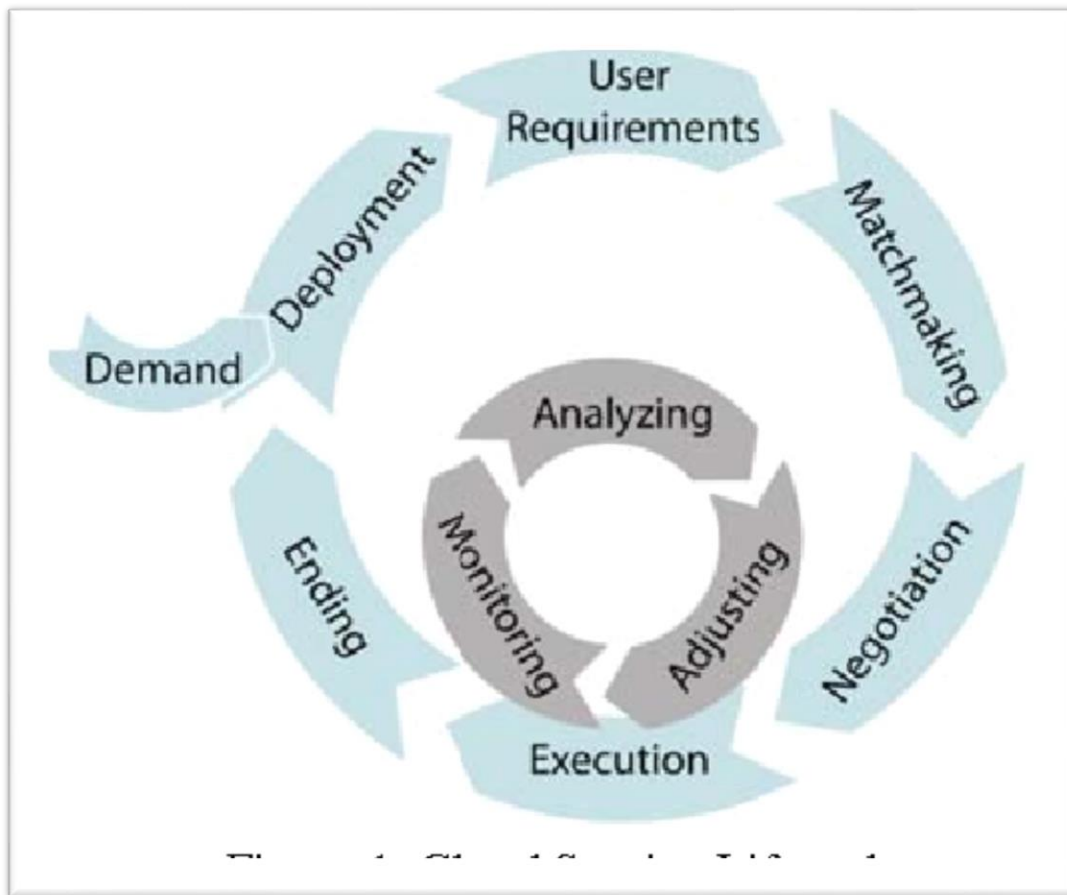 User
Requirements
Matchmaking
Negotiation
Execution
Ending
Deployment
Demand
Analyzing
Adjusting
Monitoring